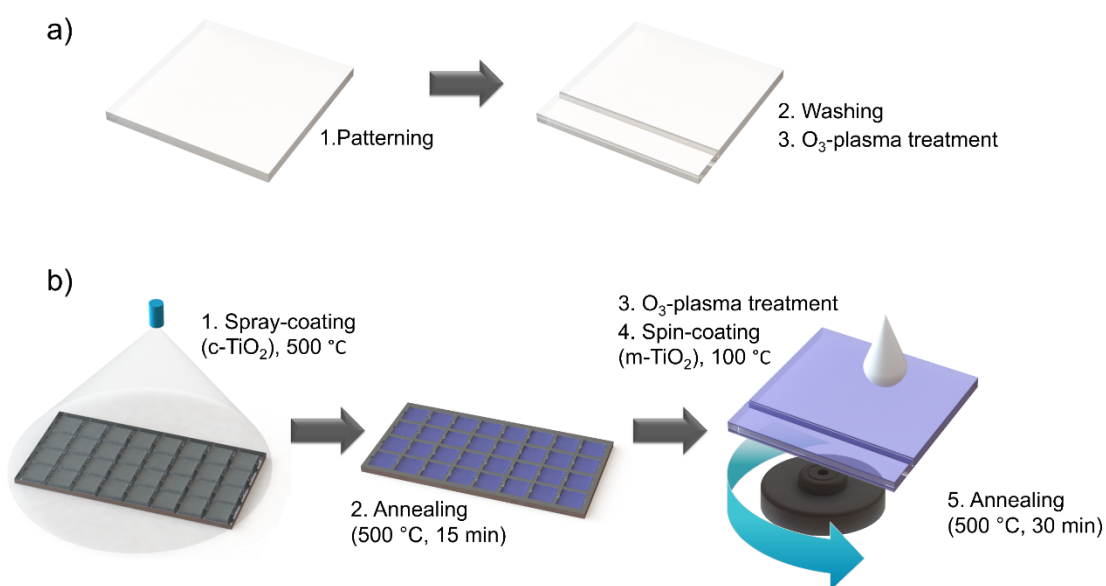 a)
1.Patterning
2. Washing
3. O₃-plasma treatment
b)
1. Spray-coating
(c-TiO₂), 500 °C
2. Annealing
(500 °C, 15 min)
3. O₃-plasma treatment
4. Spin-coating
(m-TiO₂), 100 °C
5. Annealing
(500 °C, 30 min)